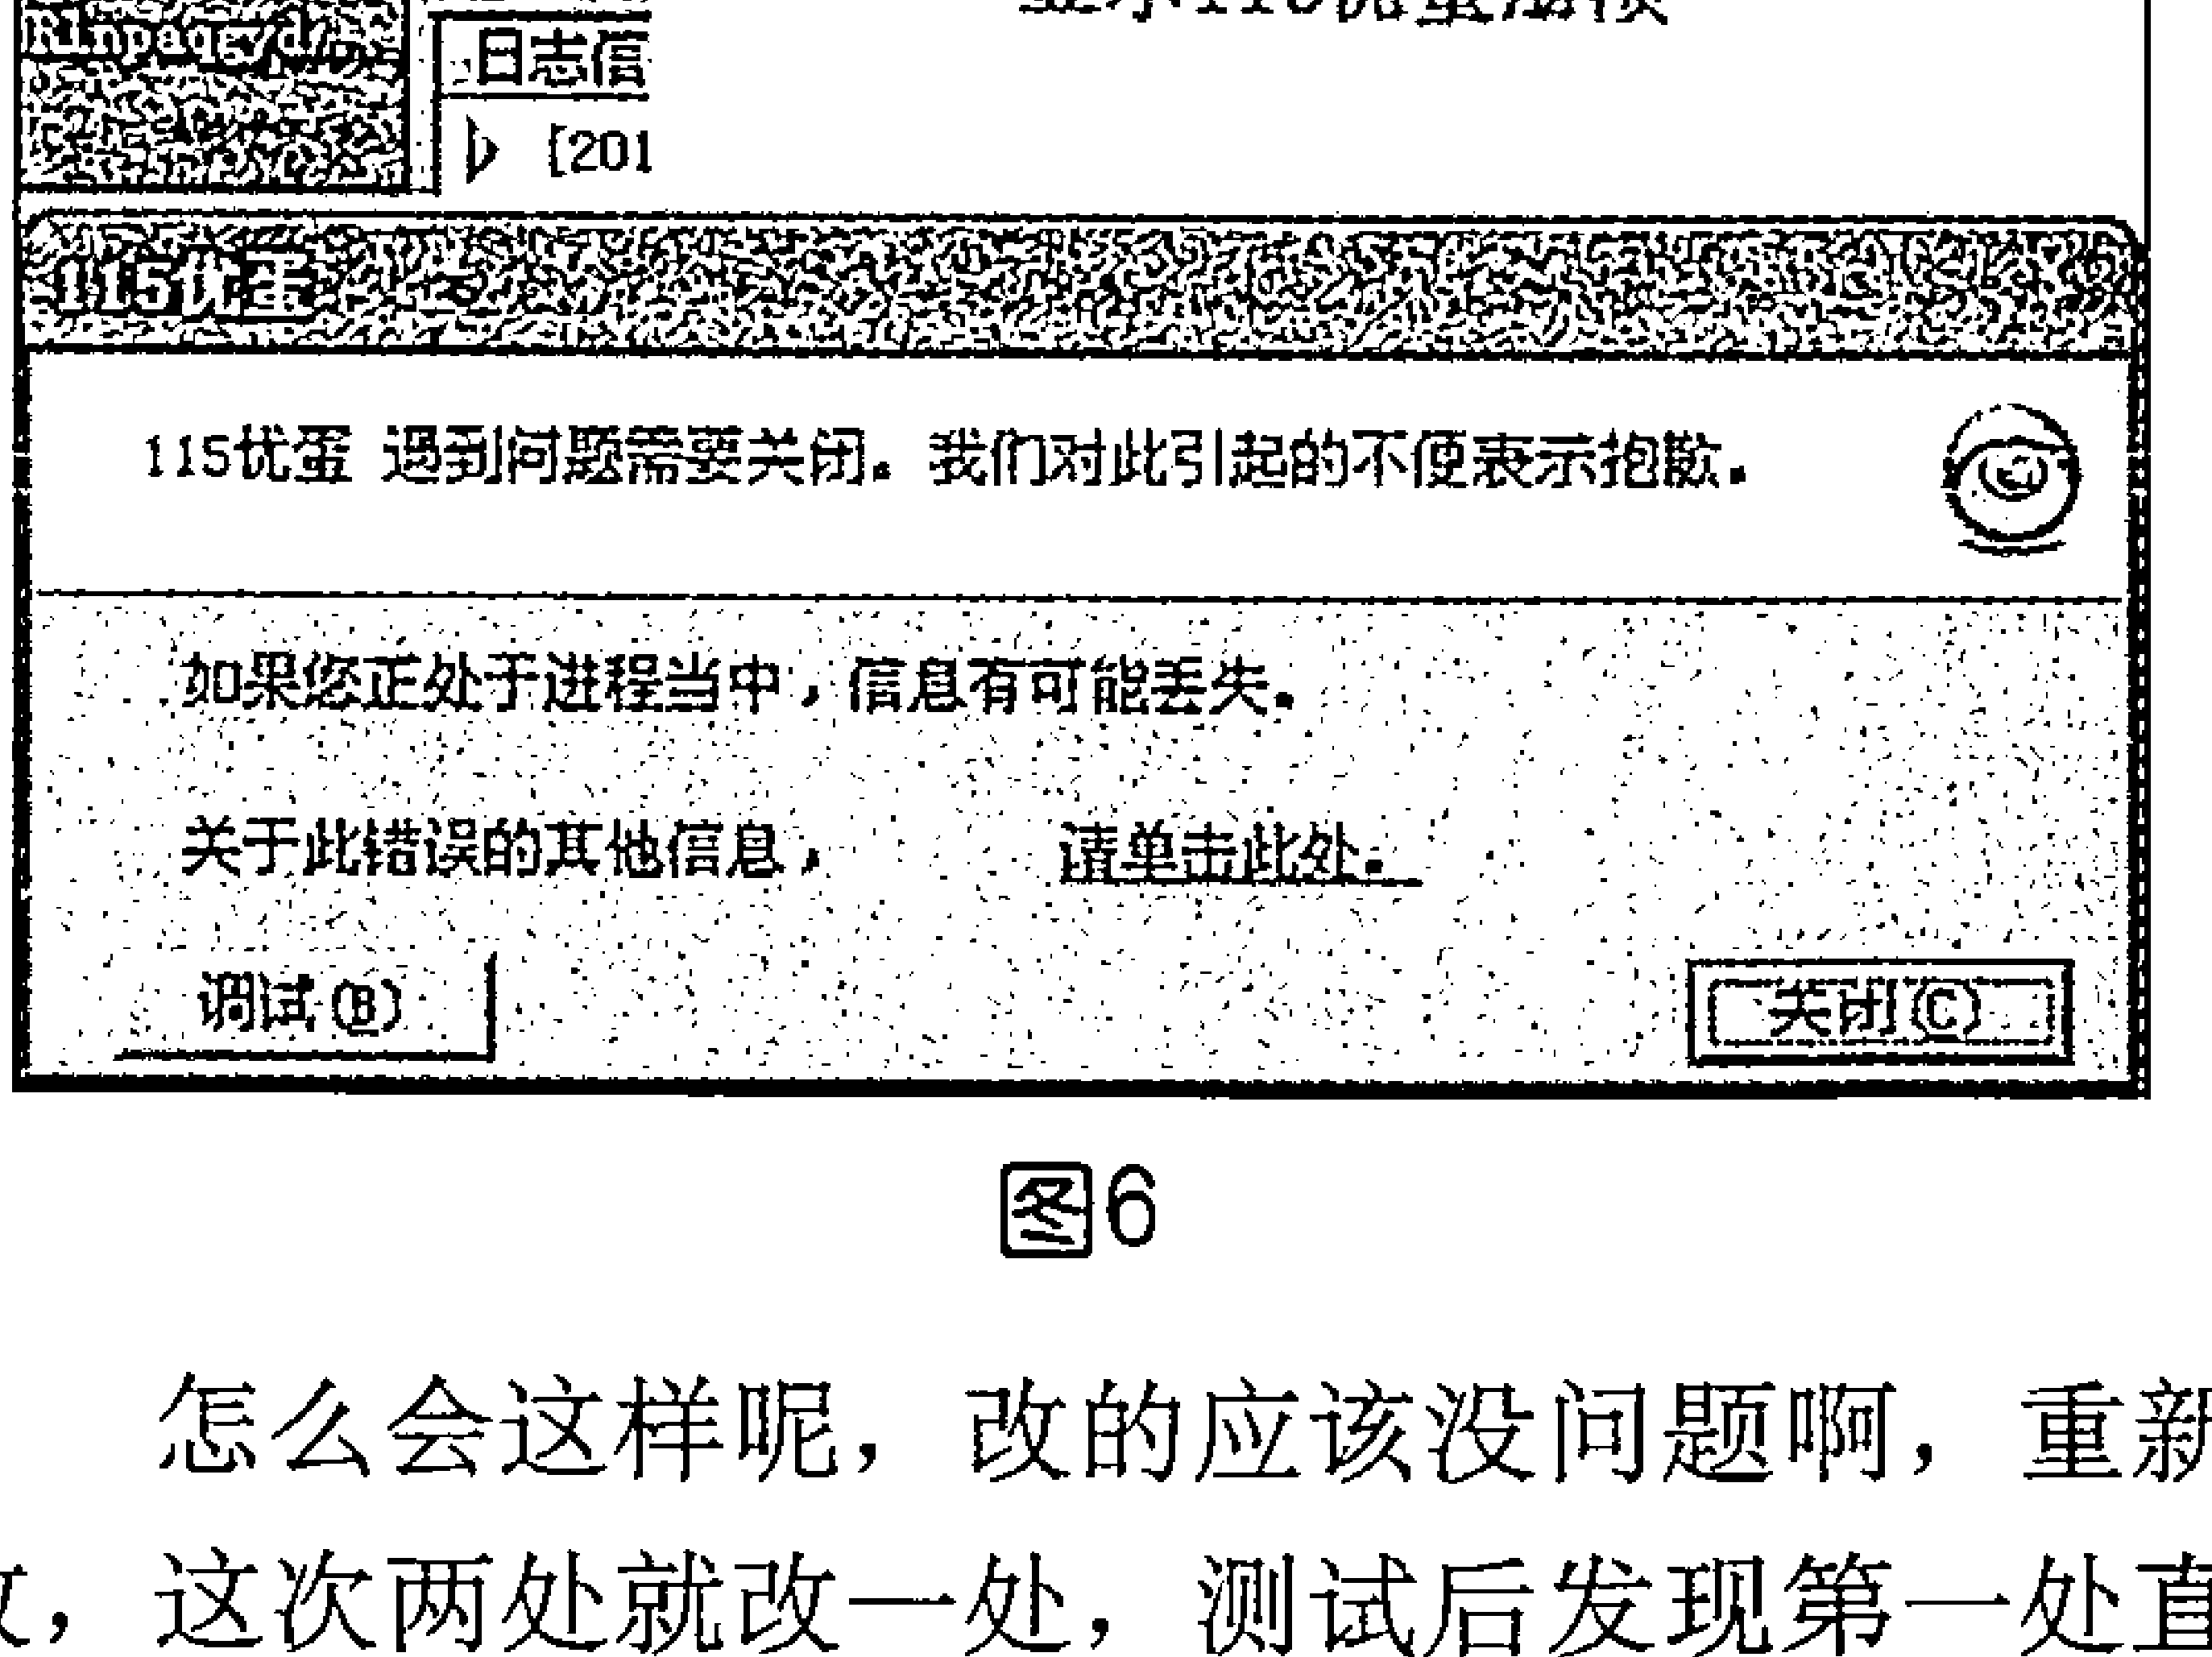 日志信
[201
115优蛋
115优蛋 遇到问题需要关闭。我们对此引起的不便表示抱歉。
如果您正处于进程当中，信息有可能丢失。
关于此错误的其他信息， 请单击此处。
调试(B) 关闭(C)
图6
怎么会这样呢，改的应该没问题啊，重新
，这次两处就改一处，测试后发现第一处直